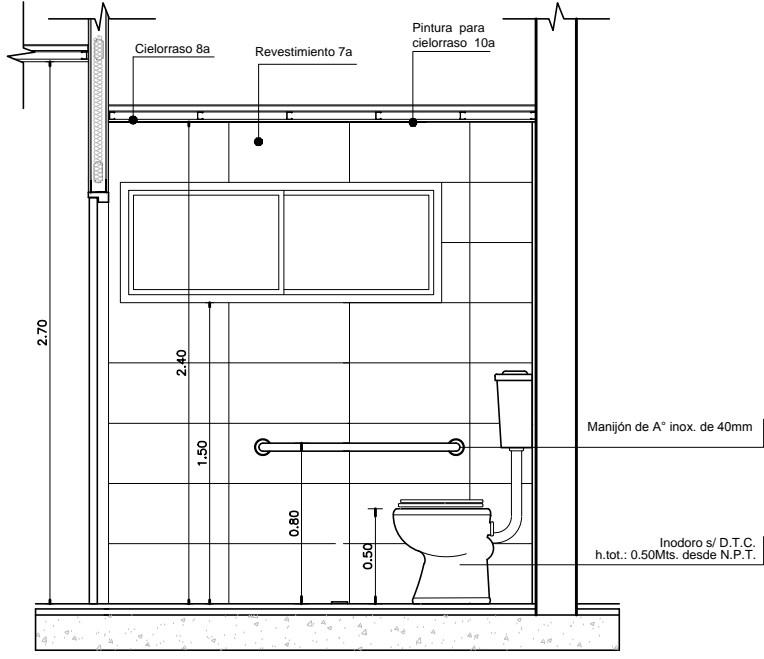 Cielorraso 8a
Revestimiento 7a
Pintura para
cielorraso 10a
2.70
2.40
1.50
0.80
0.50
Manijón de A° inox. de 40mm
Inodoro s/ D.T.C.
h.tot.: 0.50Mts. desde N.P.T.